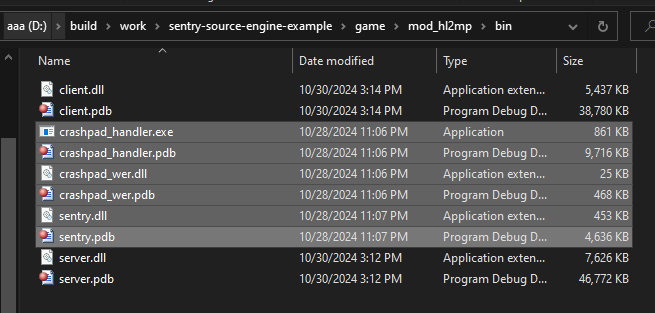 aaa (D:) › build › work › sentry-source-engine-example › game › mod_hl2mp › bin
Name Date modified Type Size
client.dll 10/30/2024 3:14 PM Application exten... 5,437 KB
client.pdb 10/30/2024 3:14 PM Program Debug D... 38,780 KB
crashpad_handler.exe 10/28/2024 11:06 PM Application 861 KB
crashpad_handler.pdb 10/28/2024 11:06 PM Program Debug D... 9,716 KB
crashpad_wer.dll 10/28/2024 11:06 PM Application exten... 25 KB
crashpad_wer.pdb 10/28/2024 11:06 PM Program Debug D... 468 KB
sentry.dll 10/28/2024 11:07 PM Application exten... 453 KB
sentry.pdb 10/28/2024 11:07 PM Program Debug D... 4,636 KB
server.dll 10/30/2024 3:12 PM Application exten... 7,626 KB
server.pdb 10/30/2024 3:12 PM Program Debug D... 46,772 KB